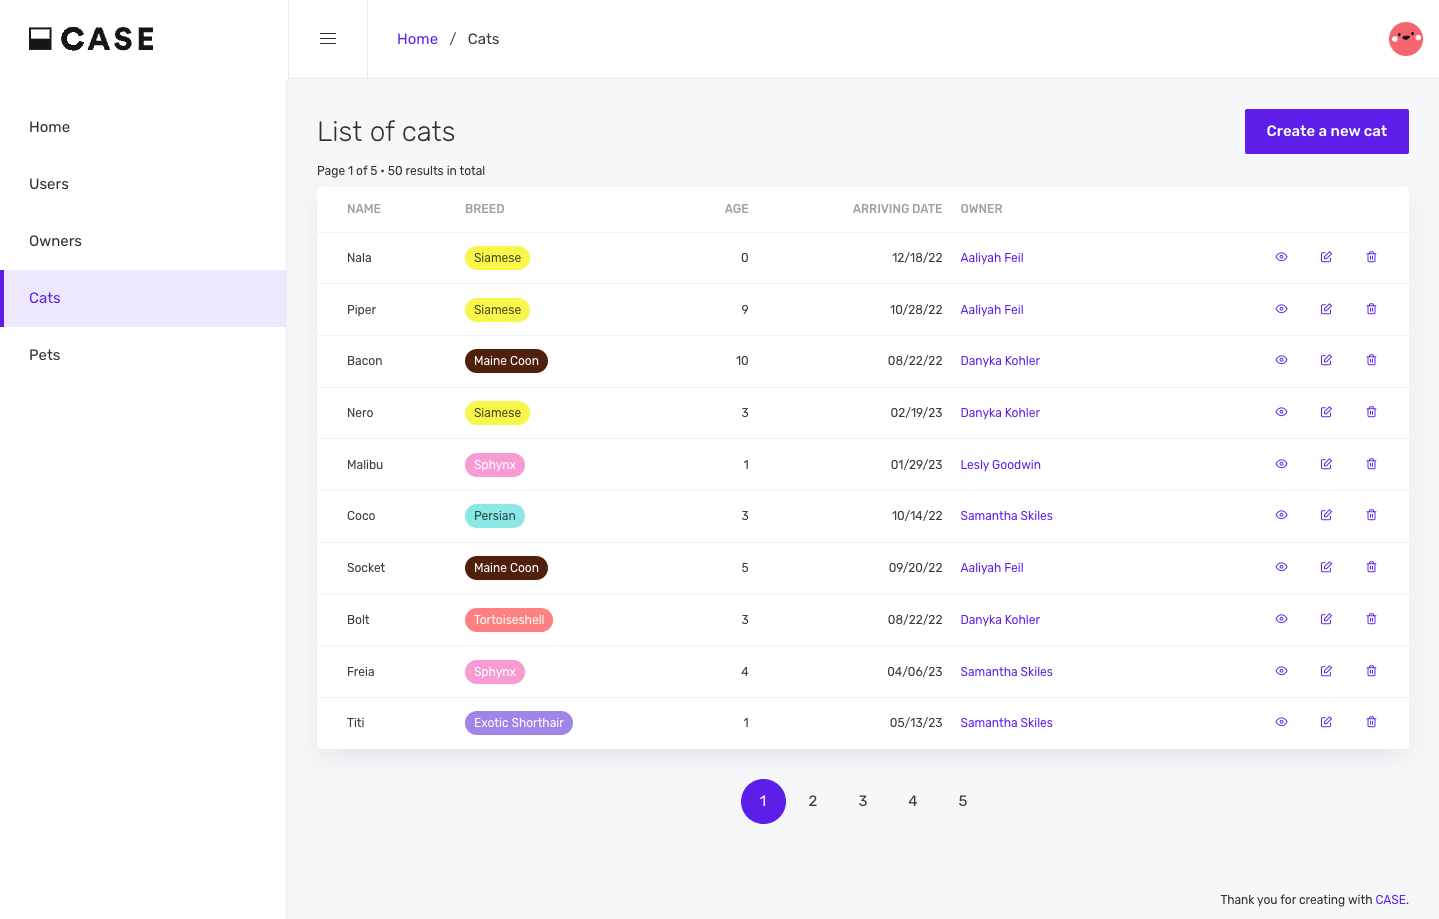 CASE
Home / Cats
Home
Users
Owners
Cats
Pets
List of cats
Create a new cat
Page 1 of 5 • 50 results in total
NAME BREED AGE ARRIVING DATE OWNER
Nala Siamese 0 12/18/22 Aaliyah Feil
Piper Siamese 9 10/28/22 Aaliyah Feil
Bacon Maine Coon 10 08/22/22 Danyka Kohler
Nero Siamese 3 02/19/23 Danyka Kohler
Malibu Sphynx 1 01/29/23 Lesly Goodwin
Coco Persian 3 10/14/22 Samantha Skiles
Socket Maine Coon 5 09/20/22 Aaliyah Feil
Bolt Tortoiseshell 3 08/22/22 Danyka Kohler
Freia Sphynx 4 04/06/23 Samantha Skiles
Titi Exotic Shorthair 1 05/13/23 Samantha Skiles
1 2 3 4 5
Thank you for creating with CASE.